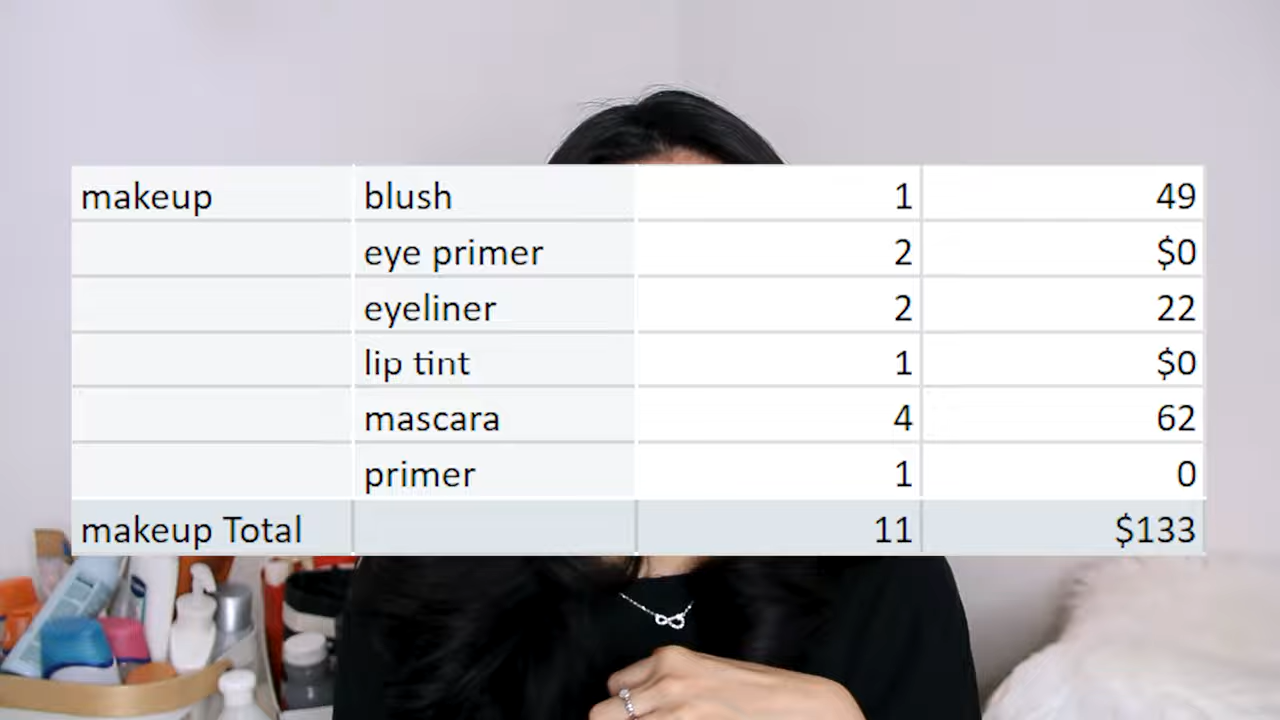 makeup blush 1 49
eye primer 2 $0
eyeliner 2 22
lip tint 1 $0
mascara 4 62
primer 1 0
makeup Total 11 $133